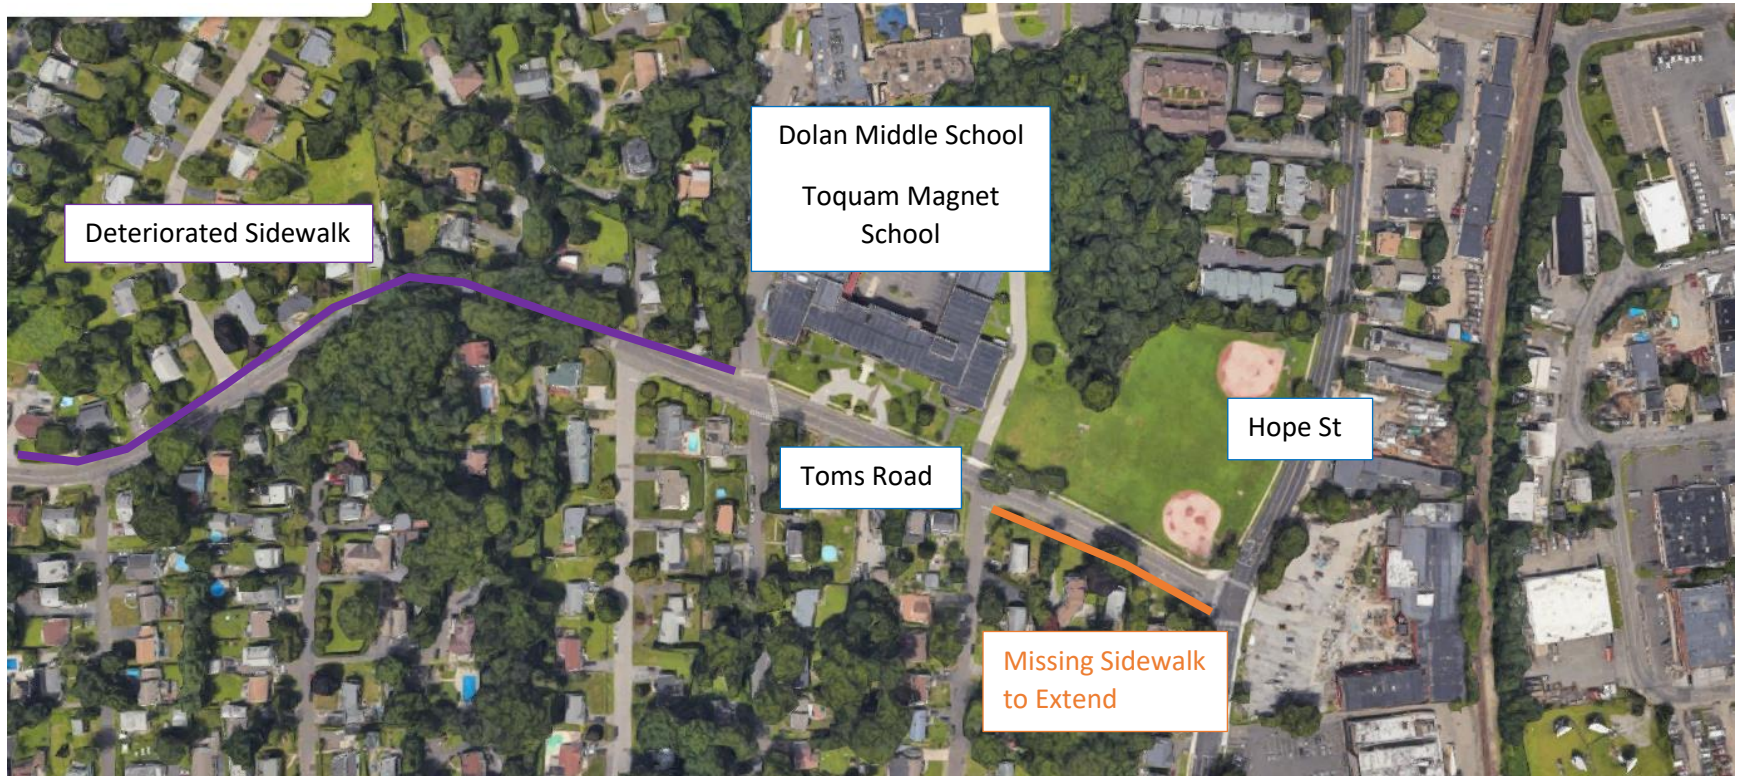 Dolan Middle School
Toquam Magnet
School
Deteriorated Sidewalk
Hope St
Toms Road
Missing Sidewalk
to Extend